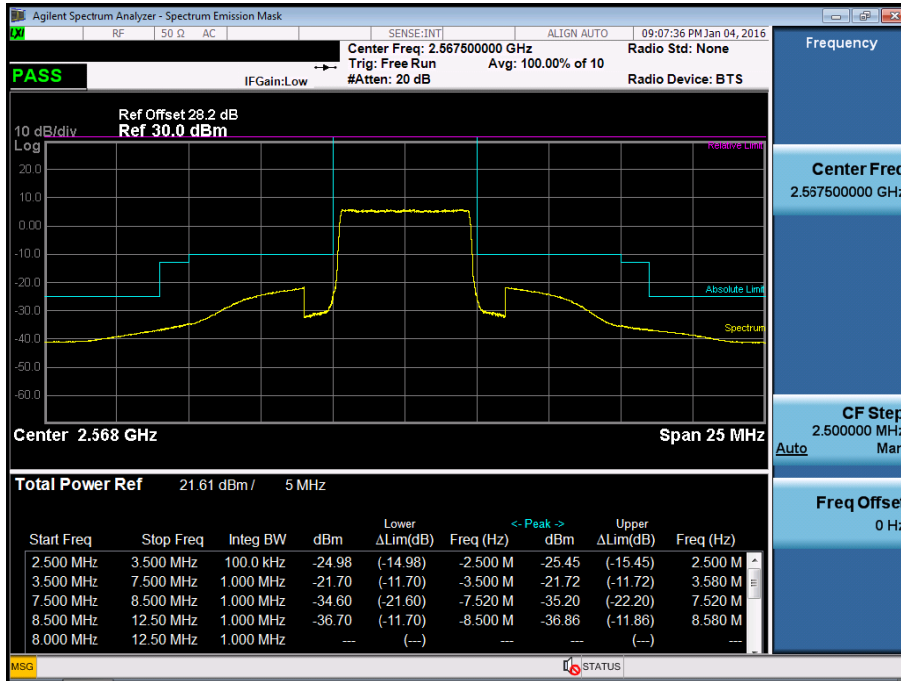 Agilent Spectrum Analyzer - Spectrum Emission Mask
LXI RF 50 Ω AC SENSE:INT ALIGN AUTO 09:07:36 PM Jan 04, 2016
Center Freq: 2.567500000 GHz Radio Std: None
Trig: Free Run Avg: 100.00% of 10
PASS IFGain:Low #Atten: 20 dB Radio Device: BTS
Ref Offset 28.2 dB
10 dB/div Ref 30.0 dBm
Log
Relative Limit
20.0
10.0
0.00
-10.0
-20.0
Absolute Limit
-30.0
Spectrum
-40.0
-50.0
-60.0
Center 2.568 GHz Span 25 MHz
Total Power Ref 21.61 dBm / 5 MHz
Lower <- Peak -> Upper
Start Freq Stop Freq Integ BW dBm ΔLim(dB) Freq (Hz) dBm ΔLim(dB) Freq (Hz)
2.500 MHz 3.500 MHz 100.0 kHz -24.98 (-14.98) -2.500 M -25.45 (-15.45) 2.500 M
3.500 MHz 7.500 MHz 1.000 MHz -21.70 (-11.70) -3.500 M -21.72 (-11.72) 3.580 M
7.500 MHz 8.500 MHz 1.000 MHz -34.60 (-21.60) -7.520 M -35.20 (-22.20) 7.520 M
8.500 MHz 12.50 MHz 1.000 MHz -36.70 (-11.70) -8.500 M -36.86 (-11.86) 8.580 M
8.000 MHz 12.50 MHz 1.000 MHz --- (---) --- --- (---) ---
MSG STATUS
Frequency
Center Freq
2.567500000 GHz
CF Step
2.500000 MHz
Auto Man
Freq Offset
0 Hz